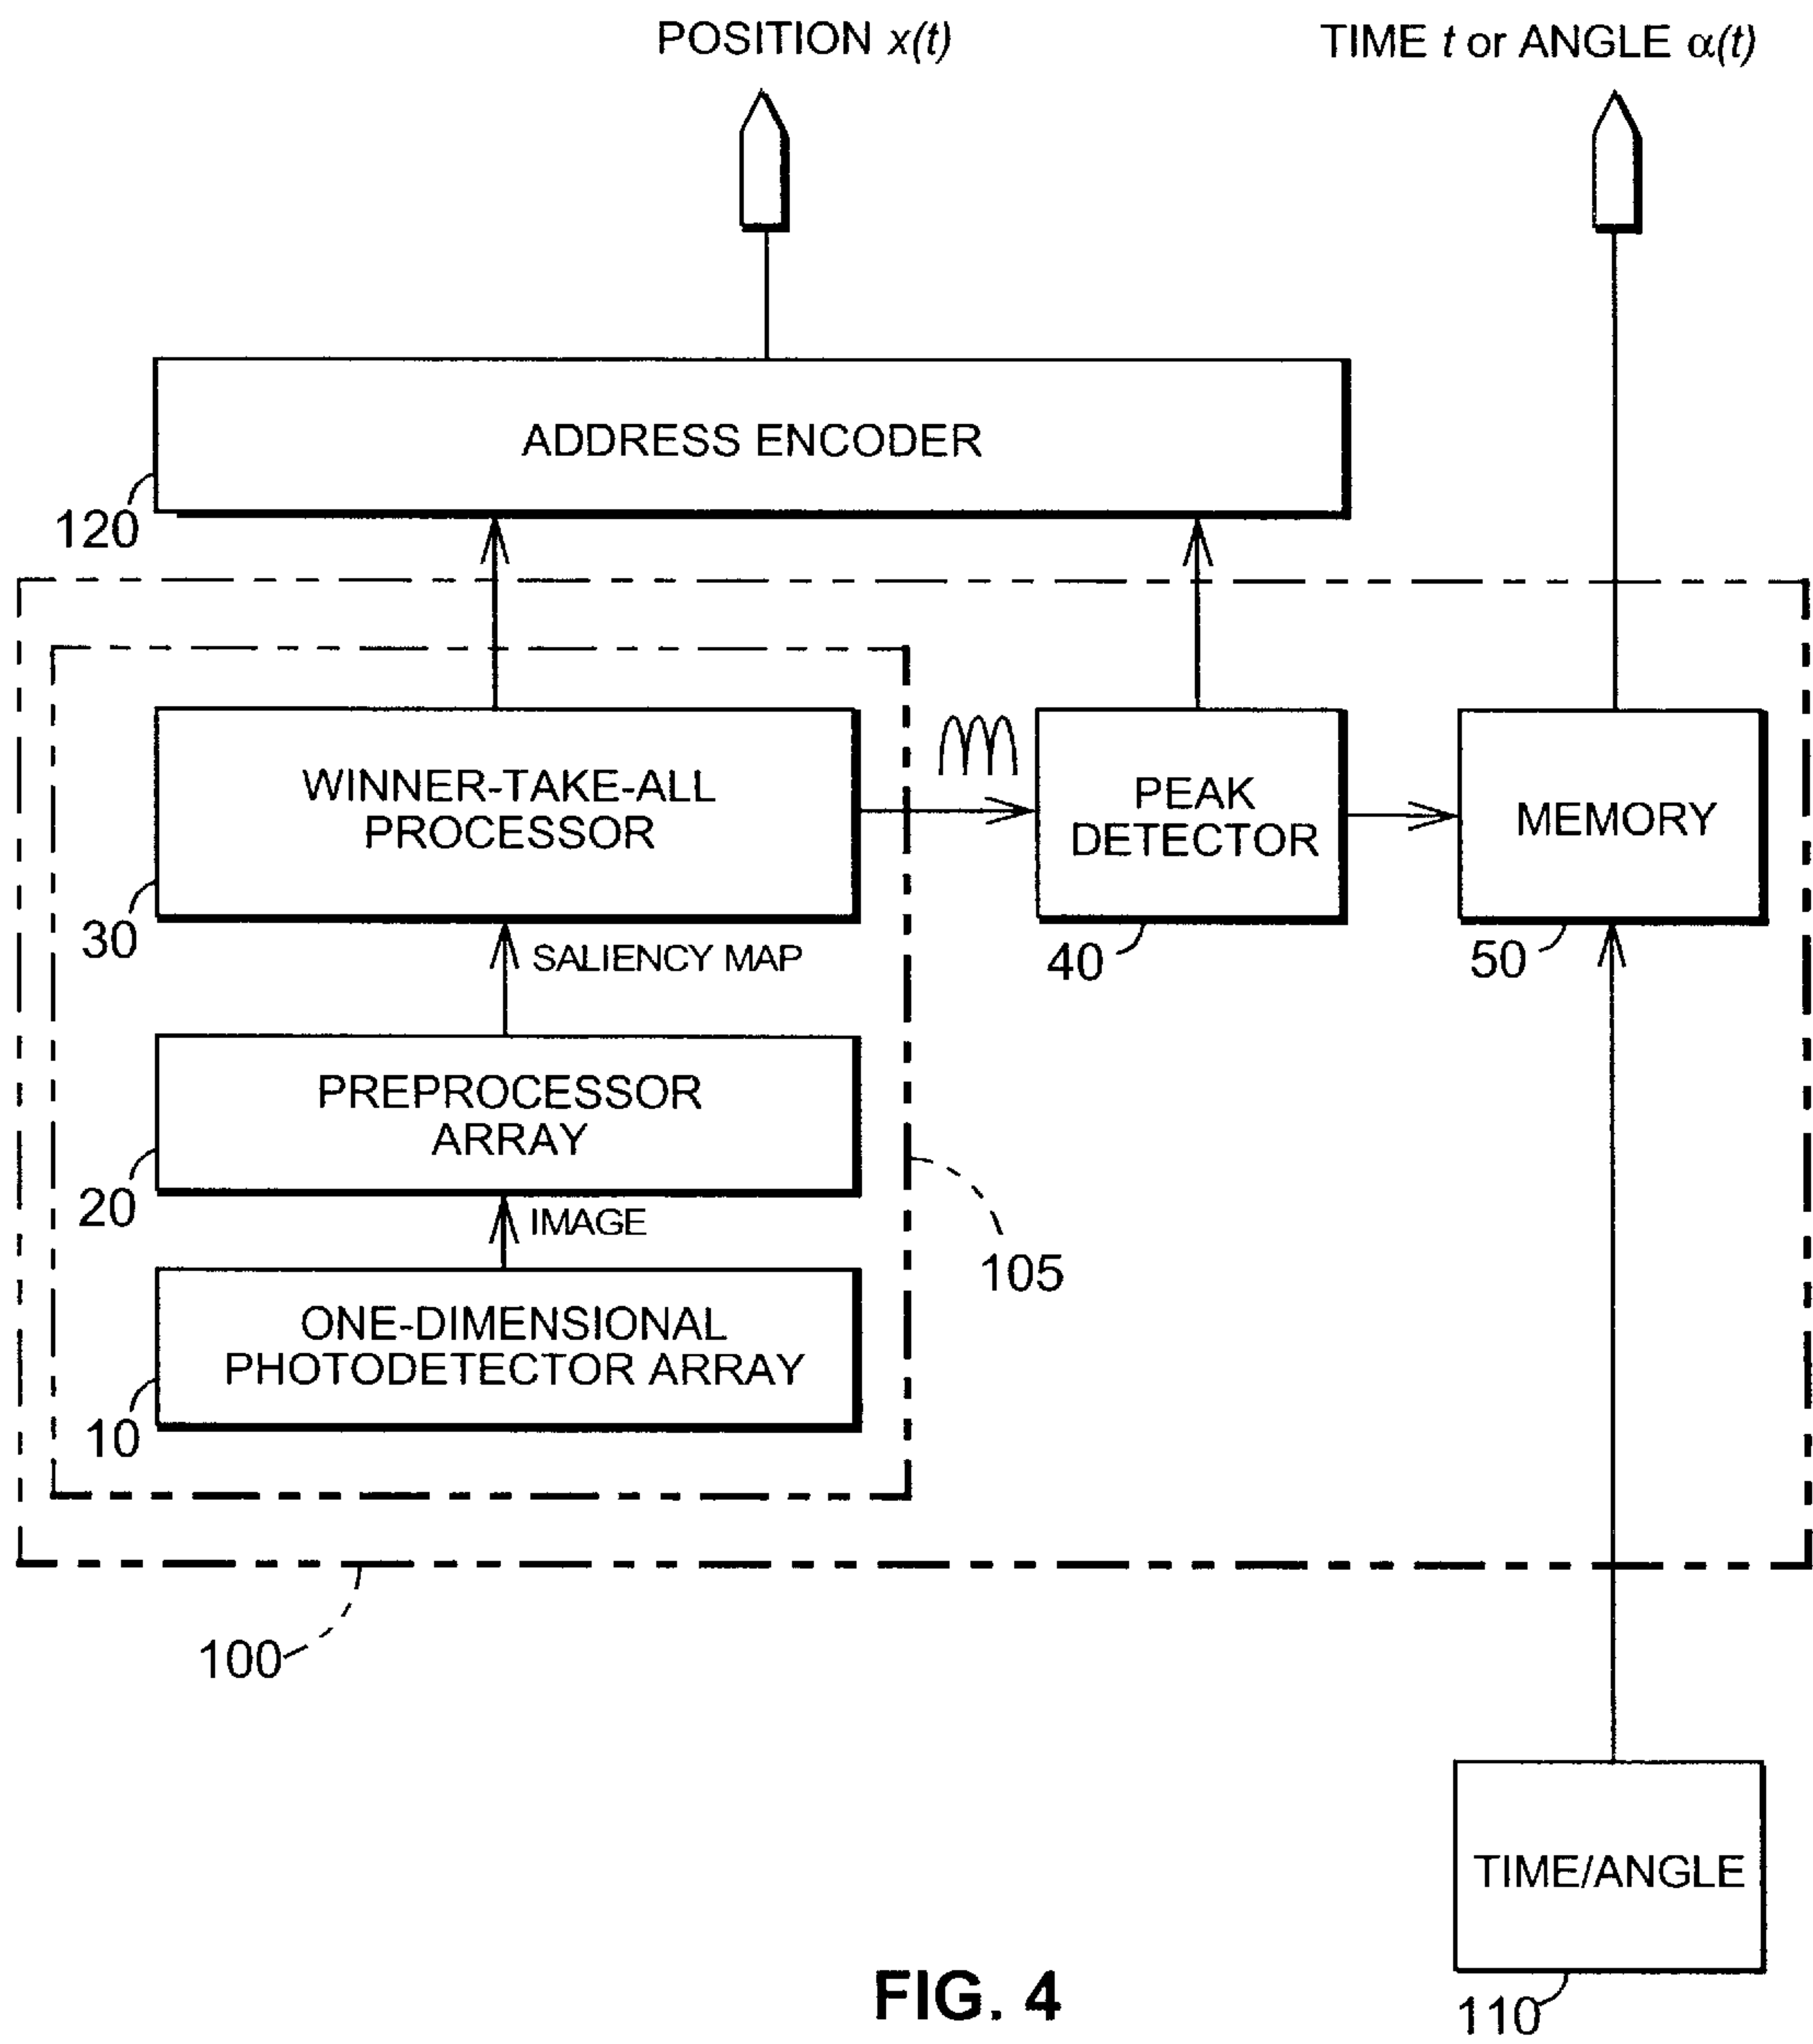 POSITION x(t)
TIME t or ANGLE α(t)
ADDRESS ENCODER
120
WINNER-TAKE-ALL
PROCESSOR
30
PEAK
DETECTOR
40
MEMORY
50
SALIENCY MAP
PREPROCESSOR
ARRAY
20
IMAGE
105
ONE-DIMENSIONAL
PHOTODETECTOR ARRAY
10
100
TIME/ANGLE
110
FIG. 4